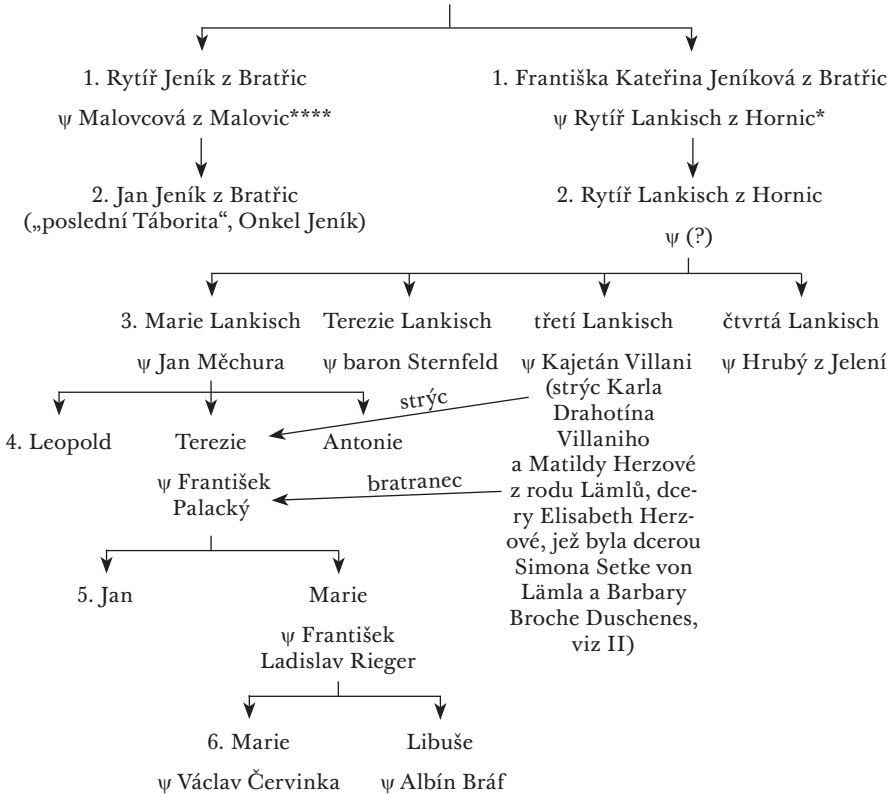 1. Rytíř Jeník z Bratřic
ψ Malovcová z Malovic****
1. Františka Kateřina Jeníková z Bratřic
ψ Rytíř Lankisch z Hornic*
2. Jan Jeník z Bratřic
(„poslední Táborita“, Onkel Jeník)
2. Rytíř Lankisch z Hornic
ψ (?)
3. Marie Lankisch
ψ Jan Měchura
Terezie Lankisch
ψ baron Sternfeld
třetí Lankisch
ψ Kajetán Villani
(strýc Karla
Drahotína
Villaniho
a Matildy Herzové
z rodu Lämlů, dce-
ry Elisabeth Herz-
ové, jež byla dcerou
Simona Setke von
Lämla a Barbary
Broche Duschenes,
viz II)
čtvrtá Lankisch
ψ Hrubý z Jelení
strýc
4. Leopold
Terezie
ψ František
Palacký
Antonie
bratranec
5. Jan
Marie
ψ František
Ladislav Rieger
6. Marie
ψ Václav Červinka
Libuše
ψ Albín Bráf